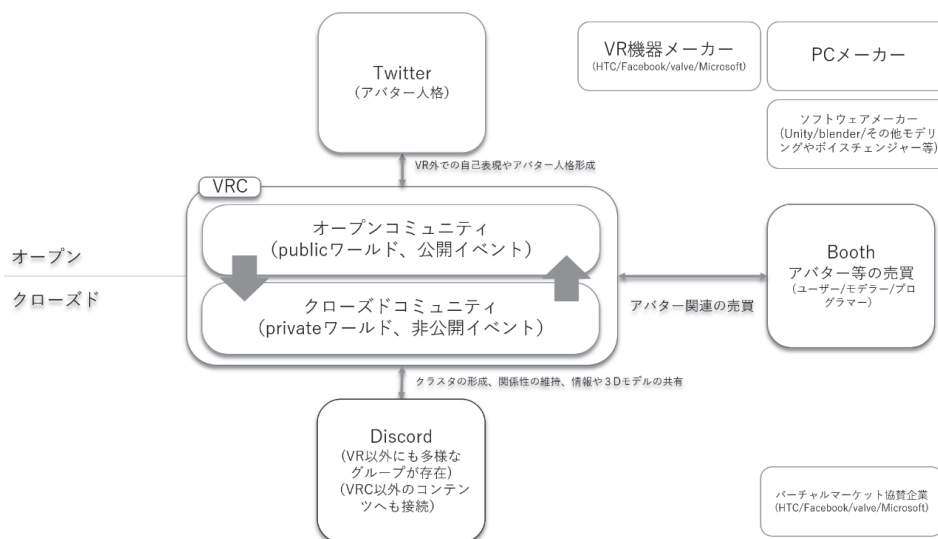 Twitter
(アバター人格)
VR機器メーカー
(HTC/Facebook/valve/Microsoft)
PCメーカー
ソフトウェアメーカー
(Unity/blender/その他モデリ
ングやボイスチェンジャー等)
VR外での自己表現やアバター人格形成
VRC
オープンコミュニティ
(publicワールド、公開イベント)
オープン
クローズド
クローズドコミュニティ
(privateワールド、非公開イベント)
アバター関連の売買
Booth
アバター等の売買
(ユーザー/モデラー/プロ
グラマー)
クラスタの形成、関係性の維持、情報や3Dモデルの共有
Discord
(VR以外にも多様な
グループが存在)
(VRC以外のコンテン
ツへも接続)
バーチャルマーケット協賛企業
(HTC/Facebook/valve/Microsoft)